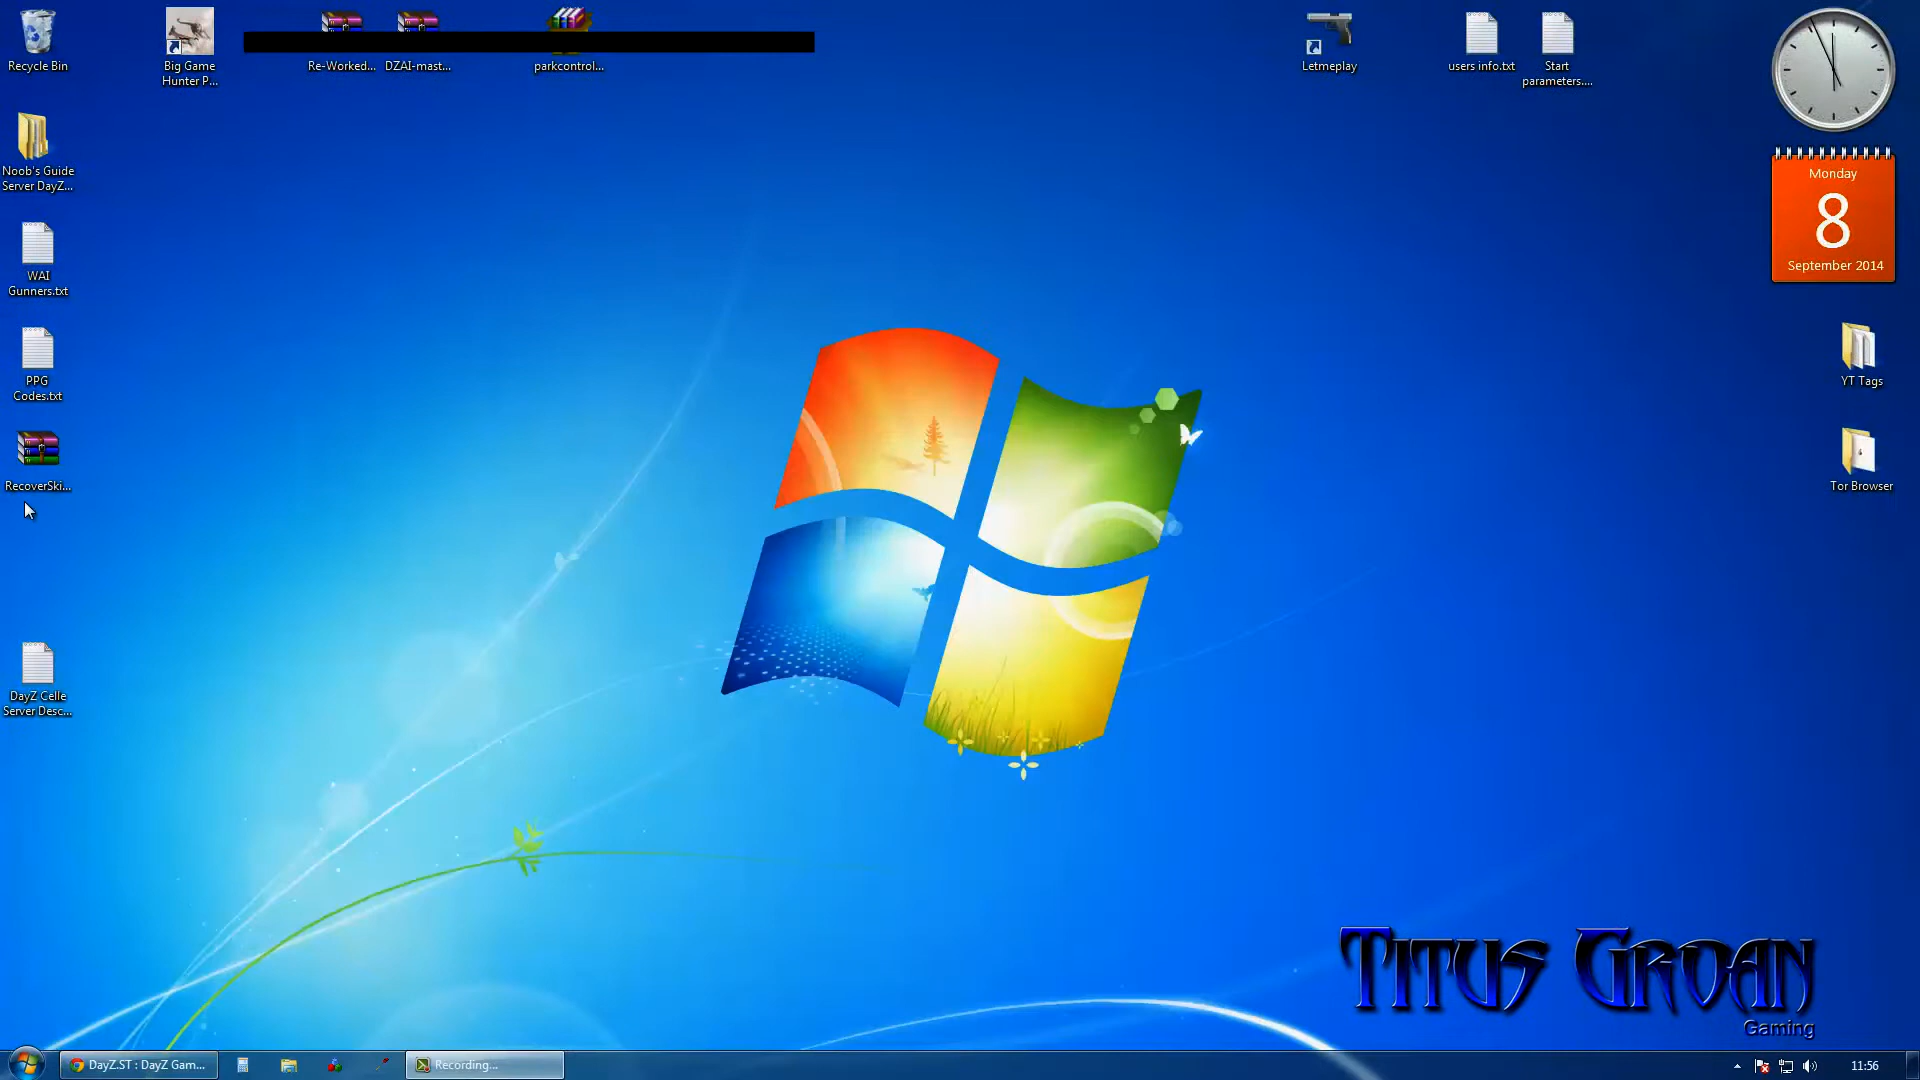 Recycle Bin
Big Game
Hunter P...
Re-Worked...
DZAI-mast...
parkcontrol...
Letmeplay
users info.txt
Start
parameters....
Monday
8
September 2014
Noob's Guide
Server DayZ...
WAI
Gunners.txt
PPG
Codes.txt
YT Tags
RecoverSki...
Tor Browser
DayZ Celle
Server Desc...
Titus Groan
Gaming
DayZ.ST : DayZ Gam...
Recording...
11:56